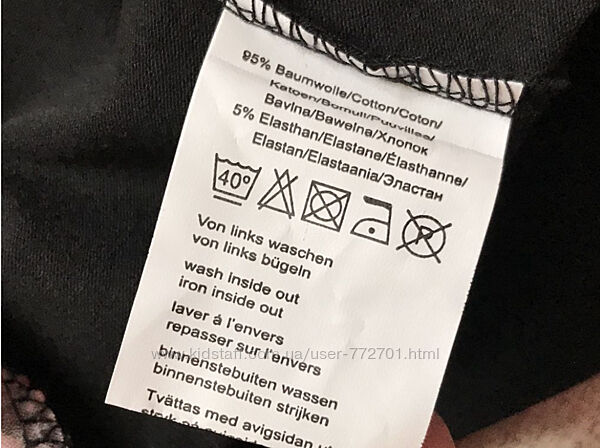 95% Baumwolle/Cotton/Coton/
Katoen/Bomull/Puuvillaa/
Bavlna/Bawełna/Хлопок
5% Elasthan/Elastane/Élasthanne/
Elastan/Elastaania/Эластан
40°
P
Von links waschen
von links bügeln
wash inside out
iron inside out
laver á l'envers
repasser sur l'envers
www.kidstaff.com.ua/user-772701.html
binnenstebuiten wassen
binnenstebuiten strijken
Tvättas med avigsidan ut